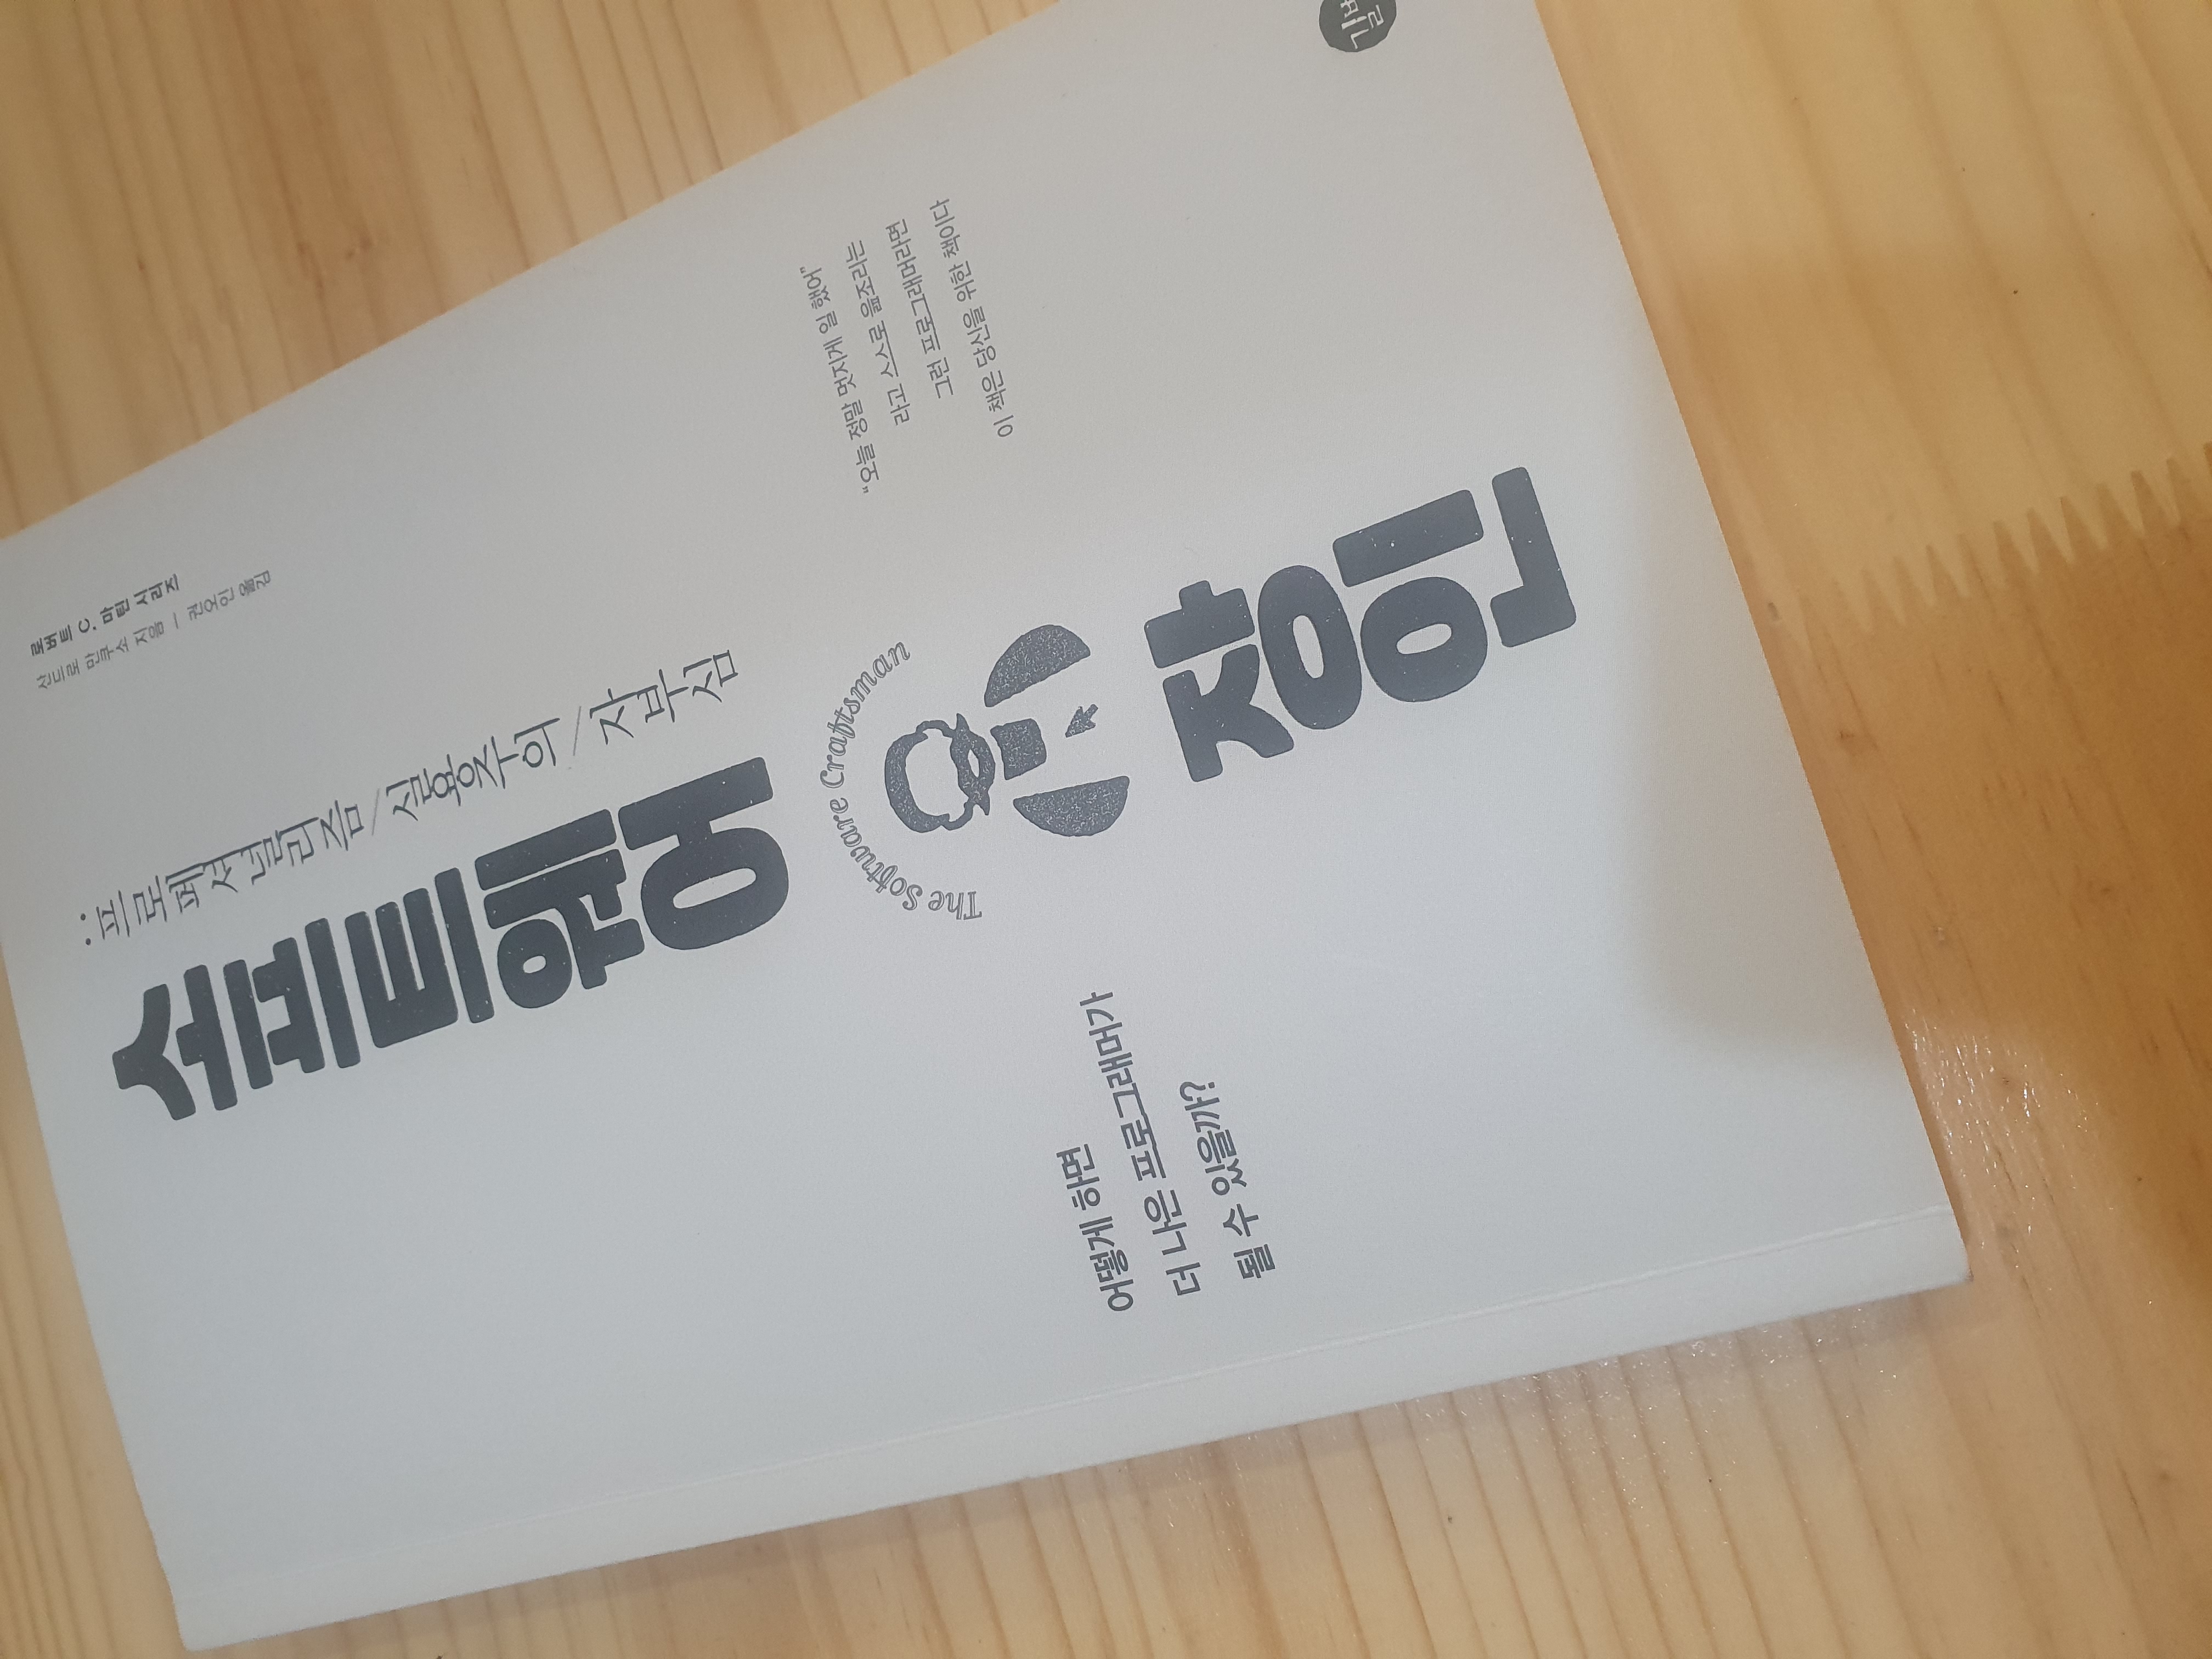 로버트 C. 마틴 시리즈
산드로 만쿠소 지음 — 권오인 옮김
: 프로페셔널리즘 / 실용주의 / 자부심
소프트웨어
The Software Craftsman
장인
“오늘 정말 멋지게 일 했어”
라고 스스로 읊조리는
그런 프로그래머라면
이 책은 당신을 위한 책이다
어떻게 하면
더 나은 프로그래머가
될 수 있을까?